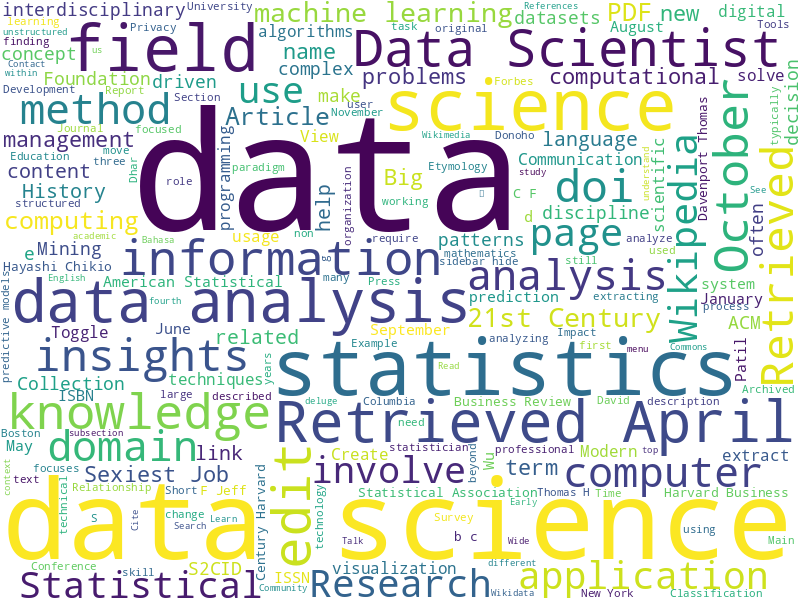 interdisciplinary
University
machine learning
PDF
new
digital
learning
Privacy
task
original
References
datasets
August
Tools
unstructured
finding
field
algorithms
name
Data Scientist
concept
us
Contact
within
Foundation
driven
complex
problems
computational
solve
Forbes
Development
Report
Section
use
make
science
method
Article
user
November
Journal
focused
View
Wikimedia
Donoho
language
management
move
data
Education
three
paradigm
Etymology
Communication
content
Dhar
programming
Big
study
doi
scientific
understand
Wikipedia
Davenport Thomas
October
decision
typically
role
help
organization
working
C F
discipline
See
History
structured
computing
academic
usage
non
d
page
often
Retrieved
e
Mining
Bahasa
information
g
require
patterns
mathematics
analyze
used
Hayashi Chikio
many
sidebar hide
still
predictive models
English
American Statistical
Press
prediction
analysis
extracting
system
process
data analysis
fourth
January
Toggle
June
September
21st Century
ACM
insights
related
Example
analyzing
Impact
first
menu
Commons
Patil
years
statistics
Read
Collection
techniques
ISBN
large
described
deluge
Columbia
Business Review
David
description
Archived
knowledge
Retrieved April
need
Boston
subsection
May
domain
link
Create
statistician
beyond
professional
Modern
top
extract
context
focuses
text
Sexiest Job
edit
involve
Wu
term
computer
technical
Relationship
Short
F Jeff
Century Harvard
technology
Statistical Association
Thomas H
Time
Harvard Business
data science
S
Cite
change
Search
Learn
Survey
Early
using
Talk
b c
Wide
Main
Conference
skill
S2CID
Community
visualization
different
Statistical
ISSN
Research
Wikidata
application
New York
Classification